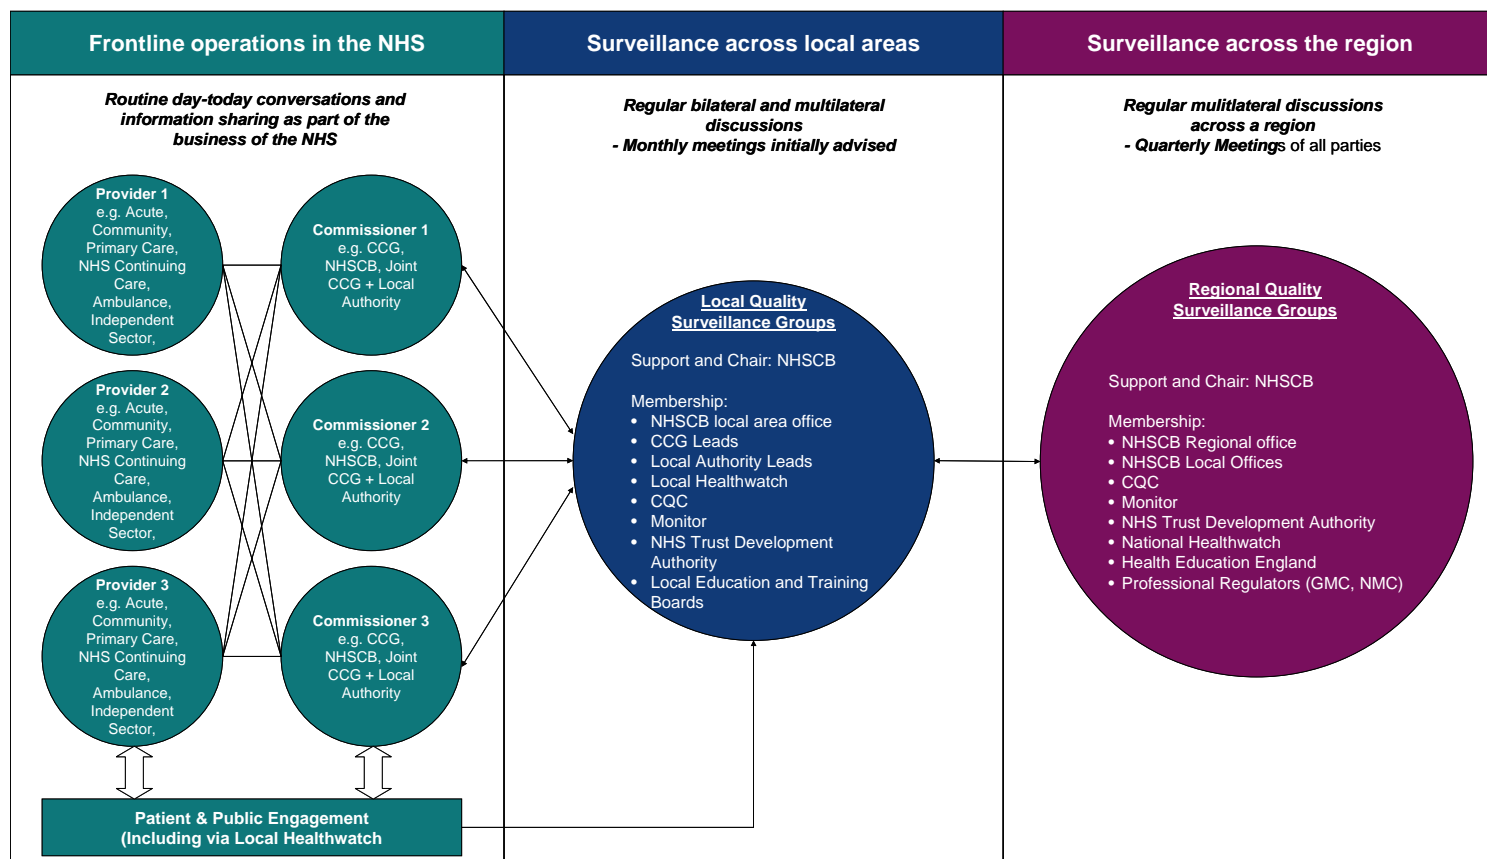 Frontline operations in the NHS
Surveillance across local areas
Surveillance across the region
Routine day-today conversations and
information sharing as part of the
business of the NHS
Regular bilateral and multilateral
discussions
- Monthly meetings initially advised
Regular mulitlateral discussions
across a region
- Quarterly Meetings of all parties
Provider 1
e.g. Acute,
Community,
Primary Care,
NHS Continuing
Care,
Ambulance,
Independent
Sector,
Commissioner 1
e.g. CCG,
NHSCB, Joint
CCG + Local
Authority
Provider 2
e.g. Acute,
Community,
Primary Care,
NHS Continuing
Care,
Ambulance,
Independent
Sector,
Commissioner 2
e.g. CCG,
NHSCB, Joint
CCG + Local
Authority
Provider 3
e.g. Acute,
Community,
Primary Care,
NHS Continuing
Care,
Ambulance,
Independent
Sector,
Commissioner 3
e.g. CCG,
NHSCB, Joint
CCG + Local
Authority
Patient & Public Engagement
(Including via Local Healthwatch
Local Quality
Surveillance Groups
Support and Chair: NHSCB
Membership:
• NHSCB local area office
• CCG Leads
• Local Authority Leads
• Local Healthwatch
• CQC
• Monitor
• NHS Trust Development
Authority
• Local Education and Training
Boards
Regional Quality
Surveillance Groups
Support and Chair: NHSCB
Membership:
• NHSCB Regional office
• NHSCB Local Offices
• CQC
• Monitor
• NHS Trust Development Authority
• National Healthwatch
• Health Education England
• Professional Regulators (GMC, NMC)